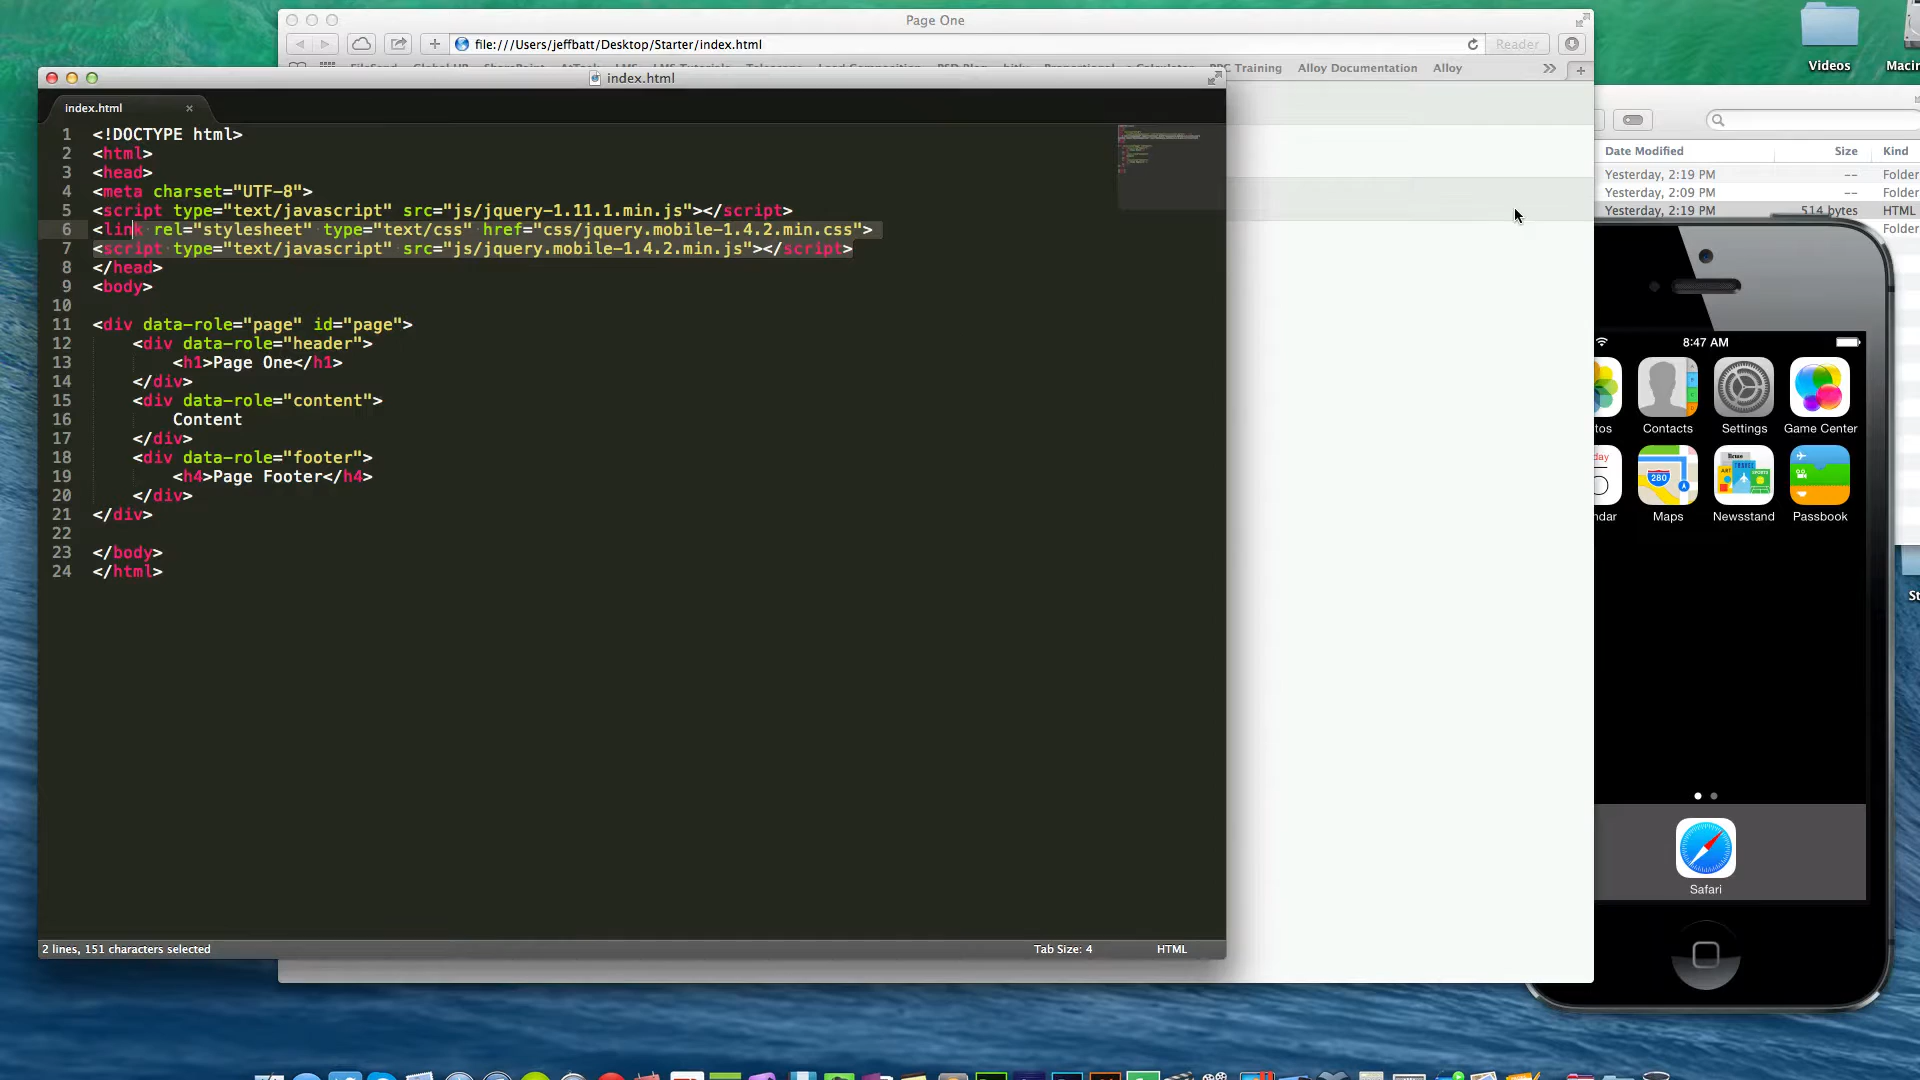 Page One
file:///Users/jeffbatt/Desktop/Starter/index.html
Reader
PPC Training Alloy Documentation Alloy
index.html
index.html
1 <!DOCTYPE html>
2 <html>
3 <head>
4 <meta charset="UTF-8">
5 <script type="text/javascript" src="js/jquery-1.11.1.min.js"></script>
6 <link rel="stylesheet" type="text/css" href="css/jquery.mobile-1.4.2.min.css">
7 <script type="text/javascript" src="js/jquery.mobile-1.4.2.min.js"></script>
8 </head>
9 <body>
10
11 <div data-role="page" id="page">
12 <div data-role="header">
13 <h1>Page One</h1>
14 </div>
15 <div data-role="content">
16 Content
17 </div>
18 <div data-role="footer">
19 <h4>Page Footer</h4>
20 </div>
21 </div>
22
23 </body>
24 </html>
2 lines, 151 characters selected
Tab Size: 4
HTML
Videos
Date Modified Size Kind
Yesterday, 2:19 PM -- Folder
Yesterday, 2:09 PM -- Folder
Yesterday, 2:19 PM 514 bytes HTML
Folder
8:47 AM
Contacts Settings Game Center
280
Maps Newsstand Passbook
Safari